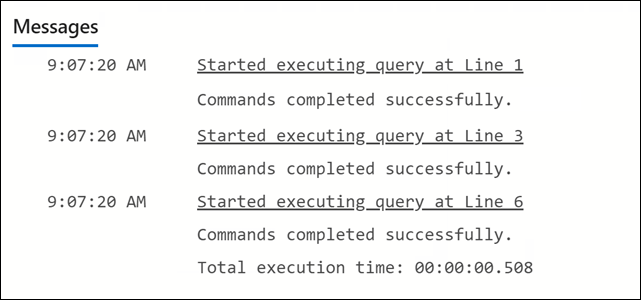 Messages
9:07:20 AM Started executing query at Line 1
Commands completed successfully.
9:07:20 AM Started executing query at Line 3
Commands completed successfully.
9:07:20 AM Started executing query at Line 6
Commands completed successfully.
Total execution time: 00:00:00.508